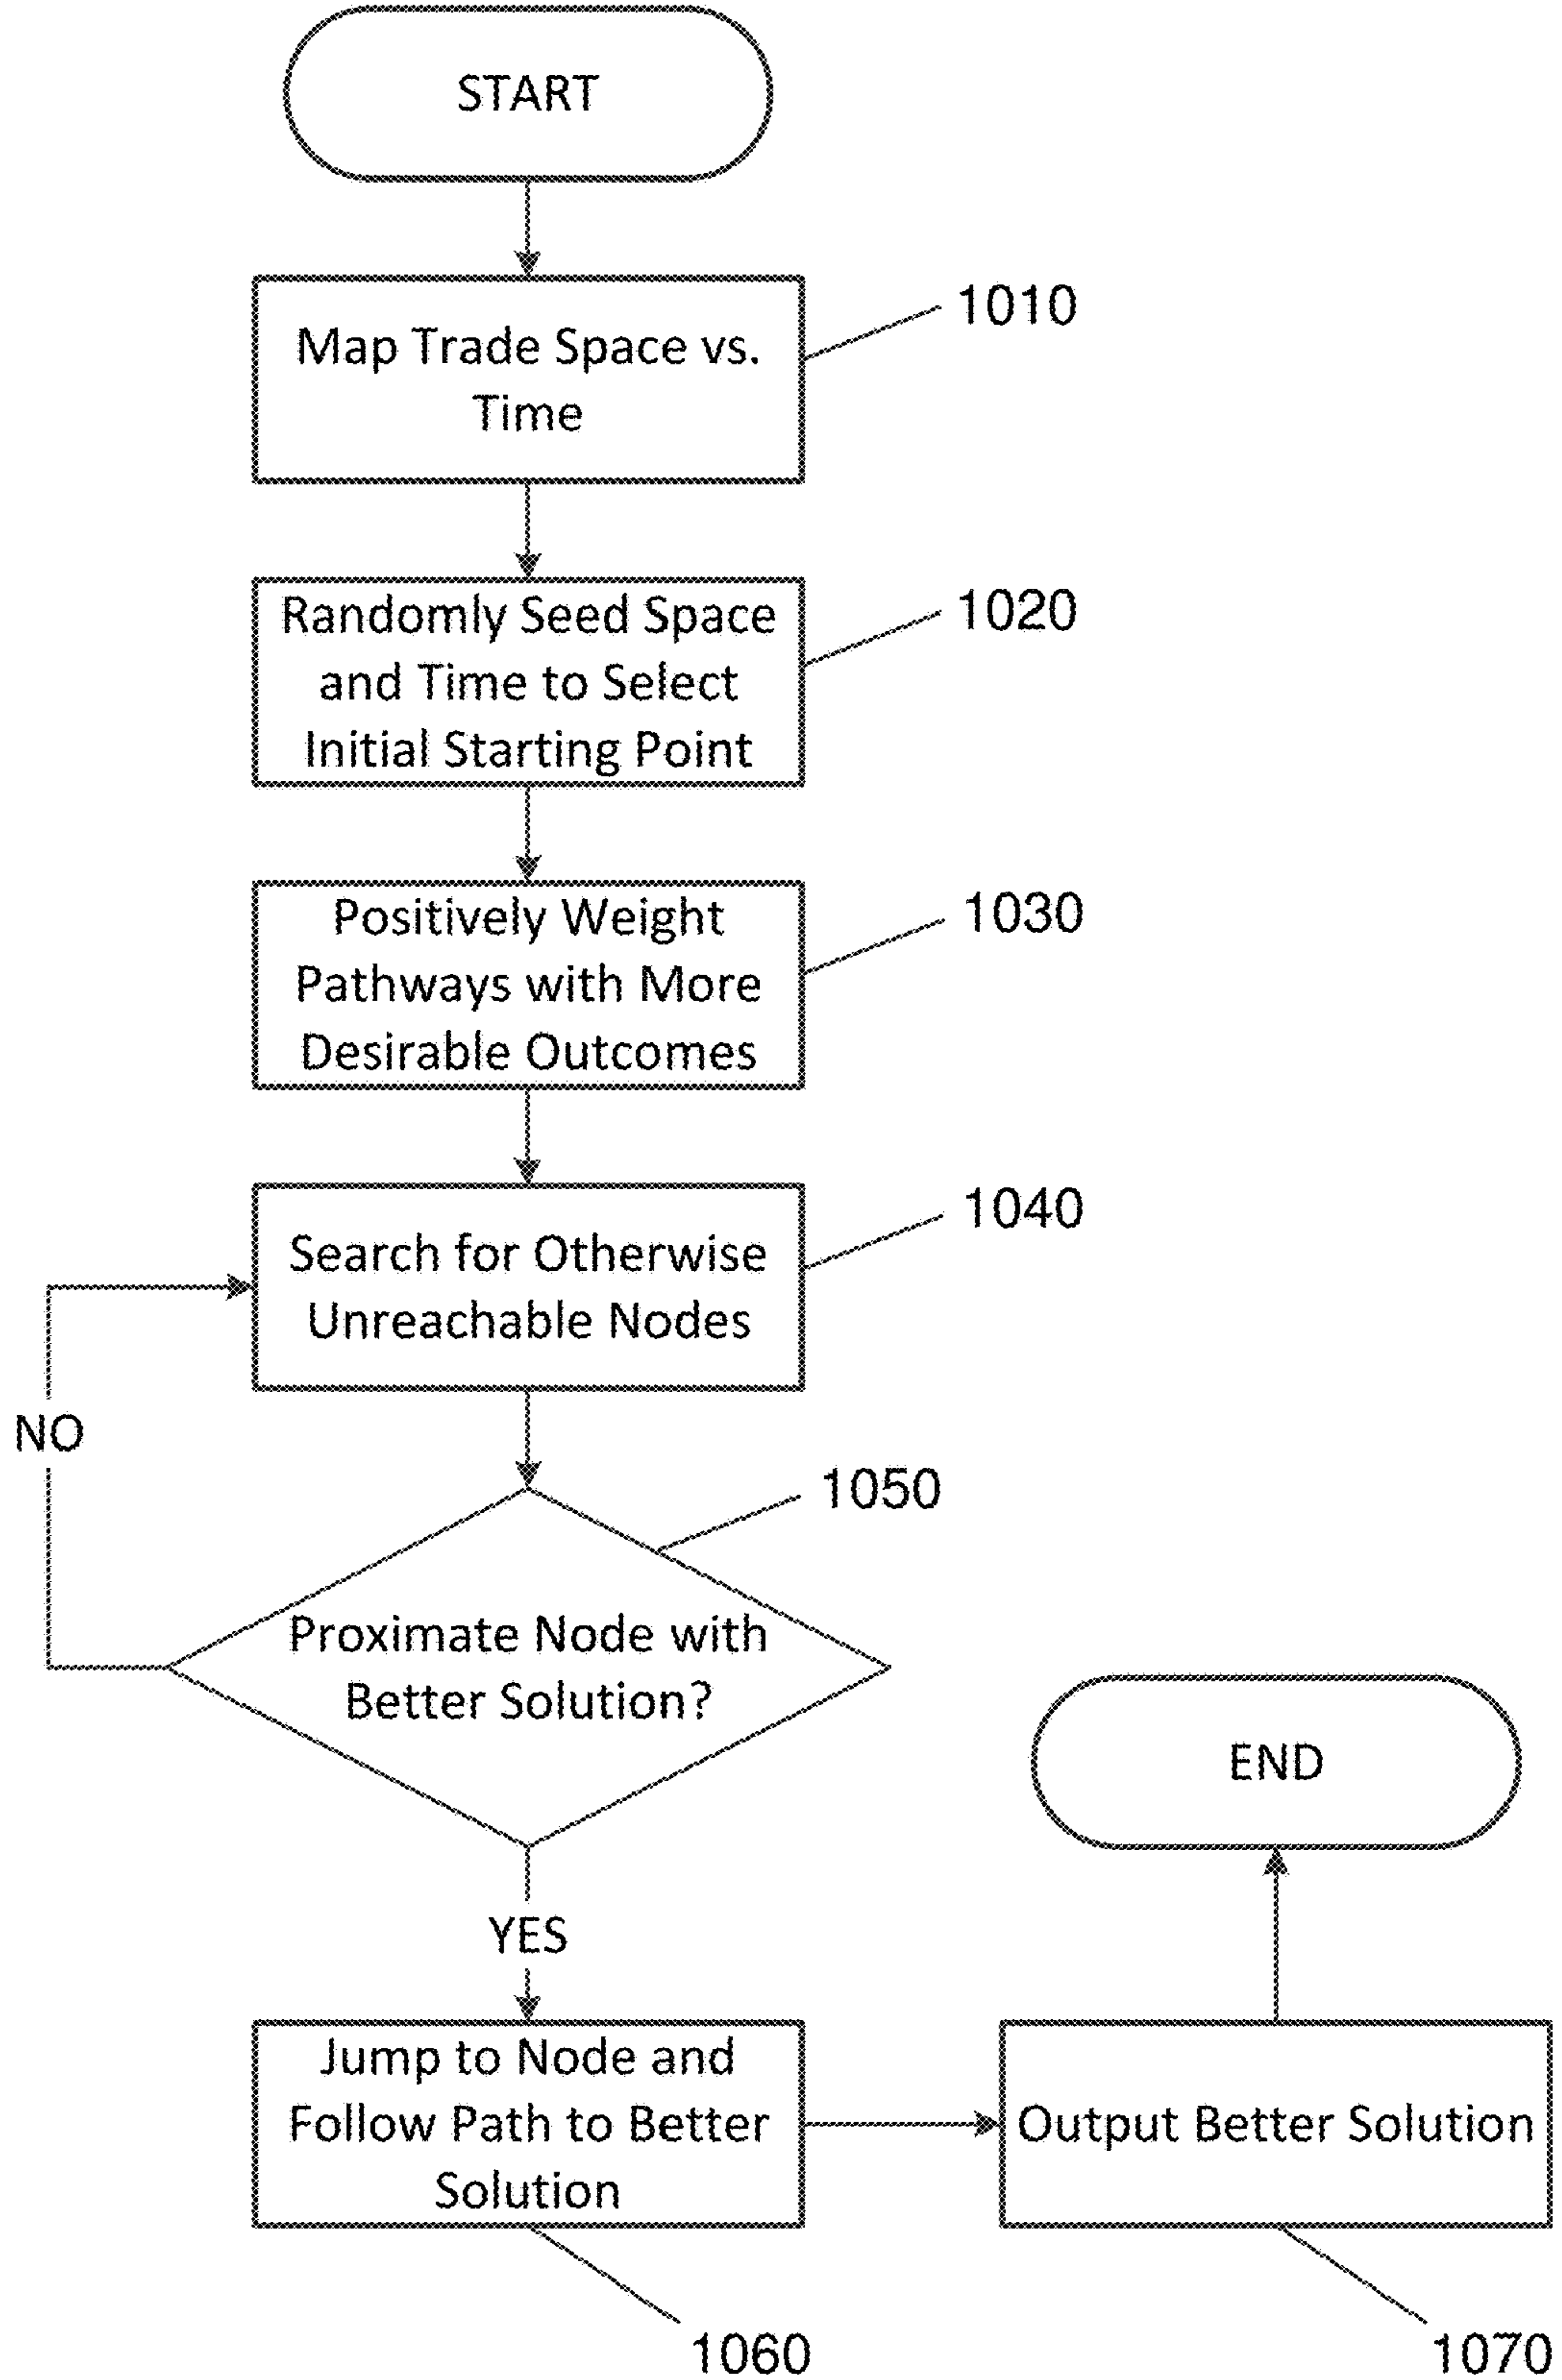 START
Map Trade Space vs.
Time
1010
Randomly Seed Space
and Time to Select
Initial Starting Point
1020
Positively Weight
Pathways with More
Desirable Outcomes
1030
Search for Otherwise
Unreachable Nodes
1040
NO
Proximate Node with
Better Solution?
1050
YES
Jump to Node and
Follow Path to Better
Solution
1060
Output Better Solution
1070
END